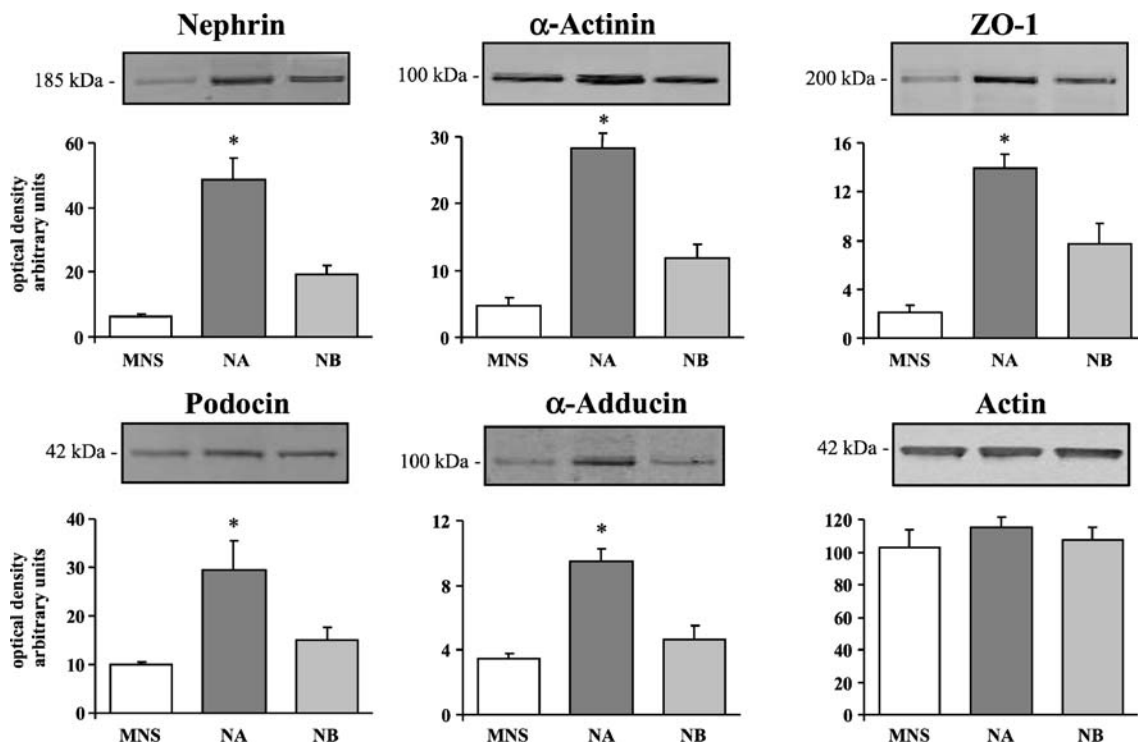 Nephrin
185 kDa -
*
60
40
20
0
optical density
arbitrary units
MNS NA NB
α-Actinin
100 kDa -
*
30
20
10
0
MNS NA NB
ZO-1
200 kDa -
*
16
12
8
4
0
MNS NA NB
Podocin
42 kDa -
*
40
30
20
10
0
optical density
arbitrary units
MNS NA NB
α-Adducin
100 kDa -
*
12
8
4
0
MNS NA NB
Actin
42 kDa -
120
100
80
60
40
20
0
MNS NA NB